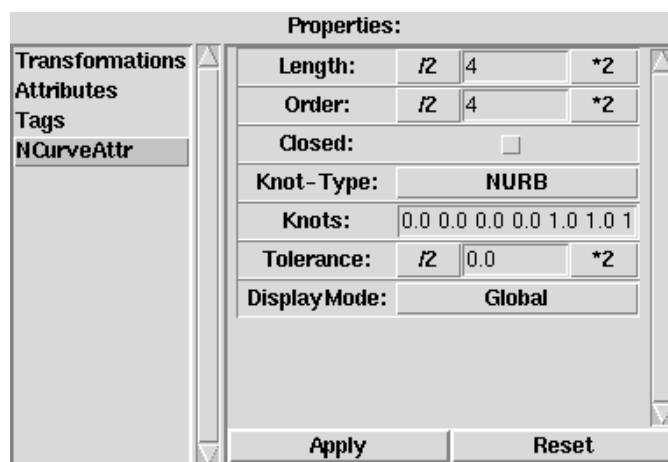 Properties:
Transformations
Attributes
Tags
NCurveAttr
Length: /2 4 *2
Order: /2 4 *2
Closed:
Knot-Type: NURB
Knots: 0.0 0.0 0.0 0.0 1.0 1.0 1
Tolerance: /2 0.0 *2
DisplayMode: Global
Apply Reset